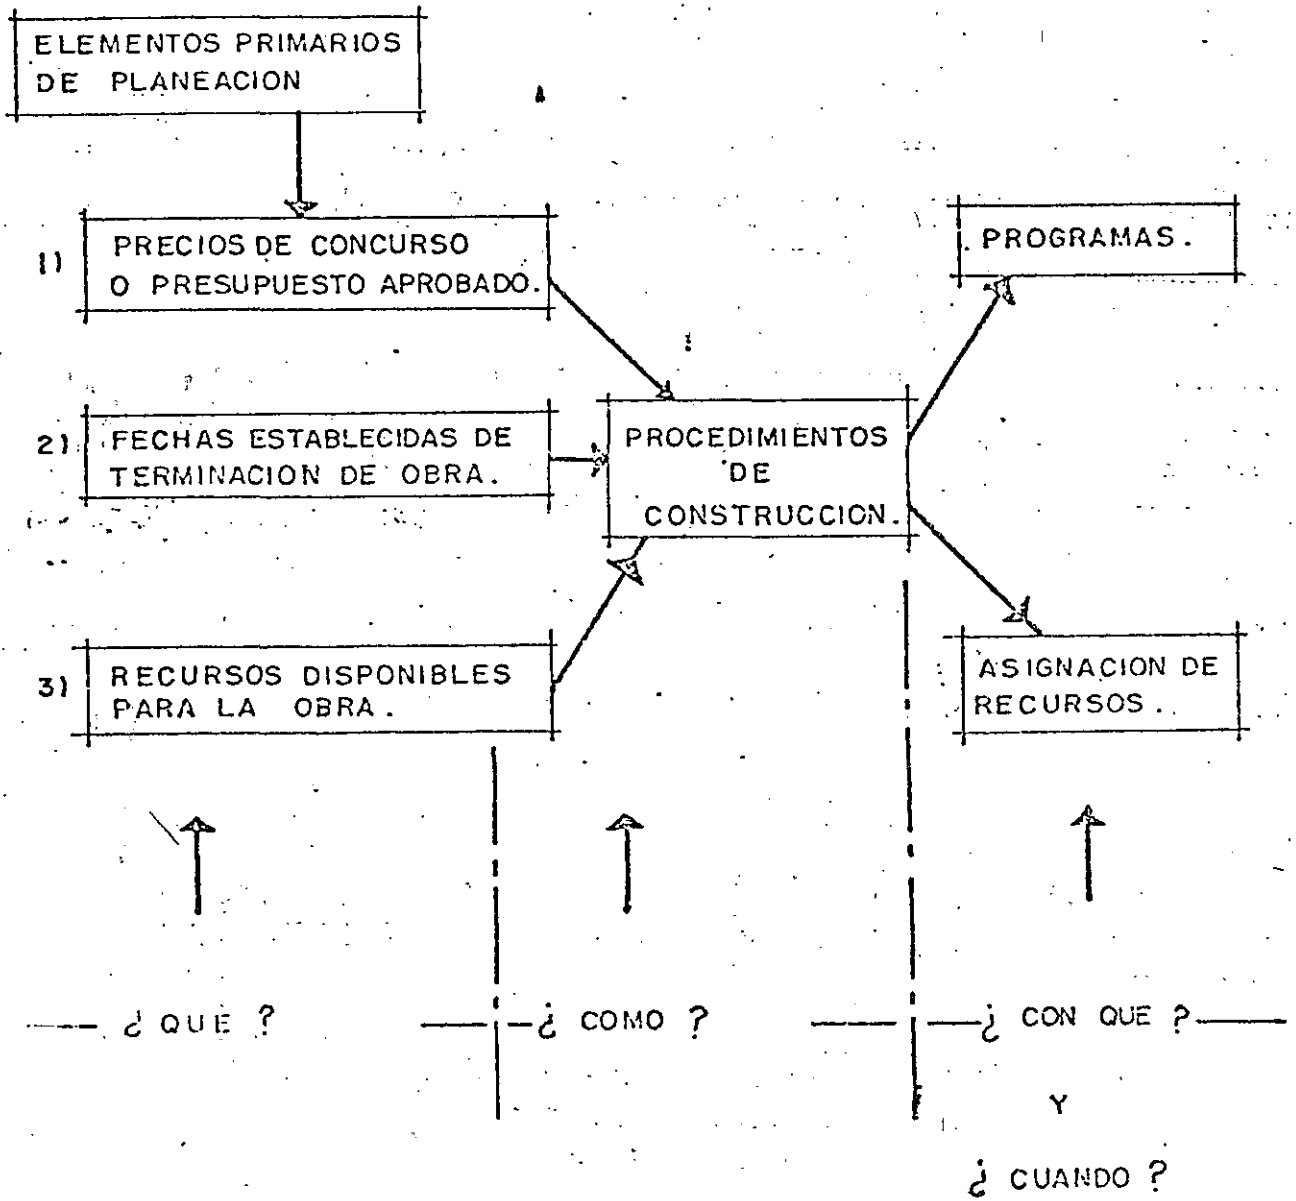 ELEMENTOS PRIMARIOS
DE PLANEACION
1) PRECIOS DE CONCURSO
O PRESUPUESTO APROBADO.
2) FECHAS ESTABLECIDAS DE
TERMINACION DE OBRA.
3) RECURSOS DISPONIBLES
PARA LA OBRA.
PROCEDIMIENTOS
DE
CONSTRUCCION.
PROGRAMAS.
ASIGNACION DE
RECURSOS.
¿ QUE ?
¿ COMO ?
¿ CON QUE ?
Y
¿ CUANDO ?